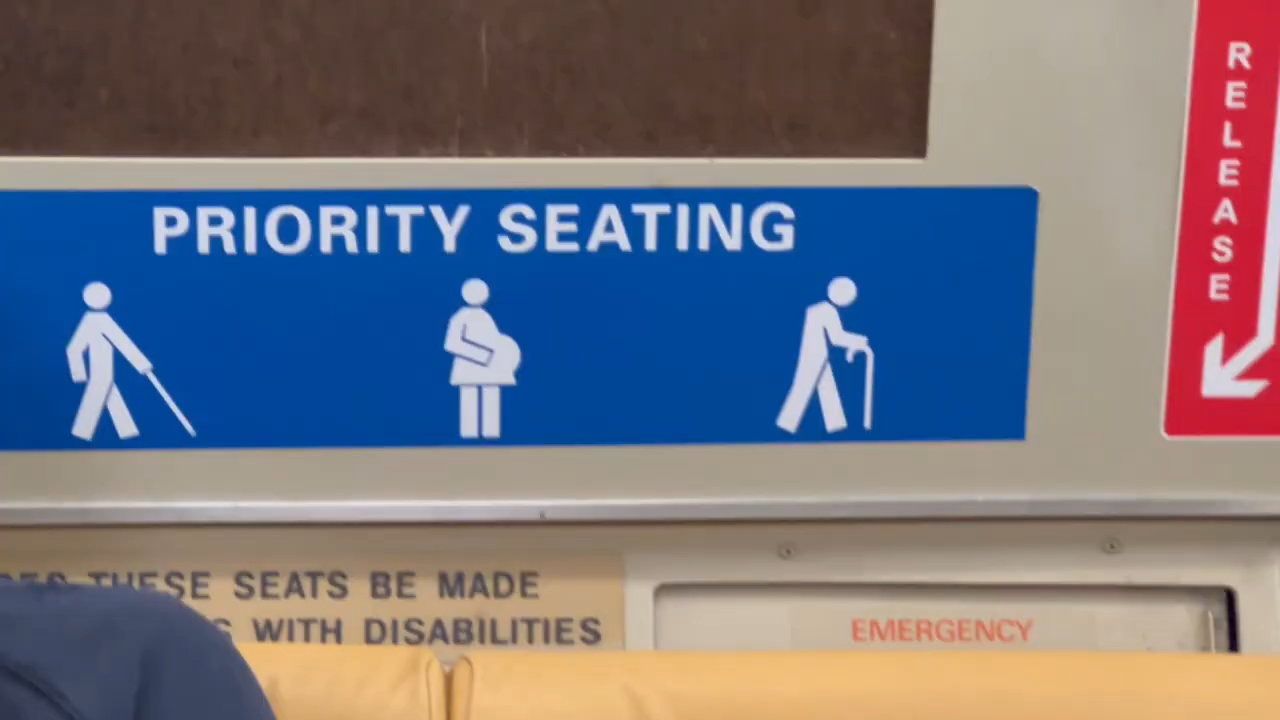 PRIORITY SEATING
RELEASE
THESE SEATS BE MADE
WITH DISABILITIES
EMERGENCY